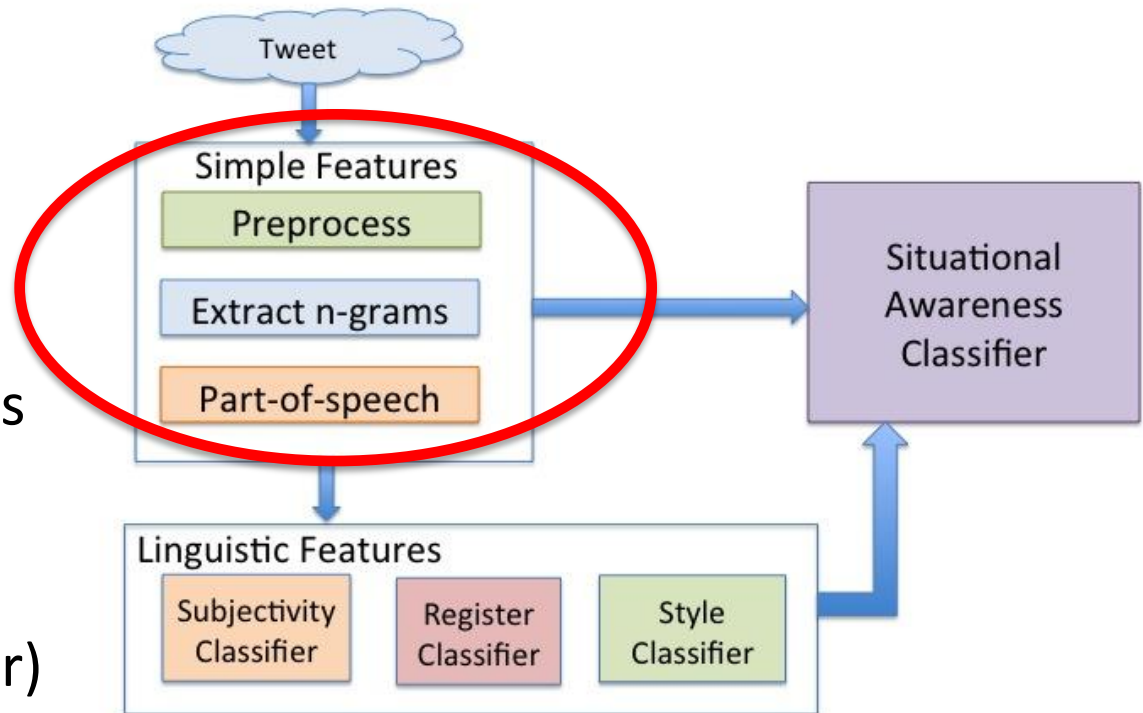 Tweet
Simple Features
Preprocess
Extract n-grams
Part-of-speech
s
Situational
Awareness
Classifier
Linguistic Features
Subjectivity
Classifier
Register
Classifier
Style
Classifier
r)